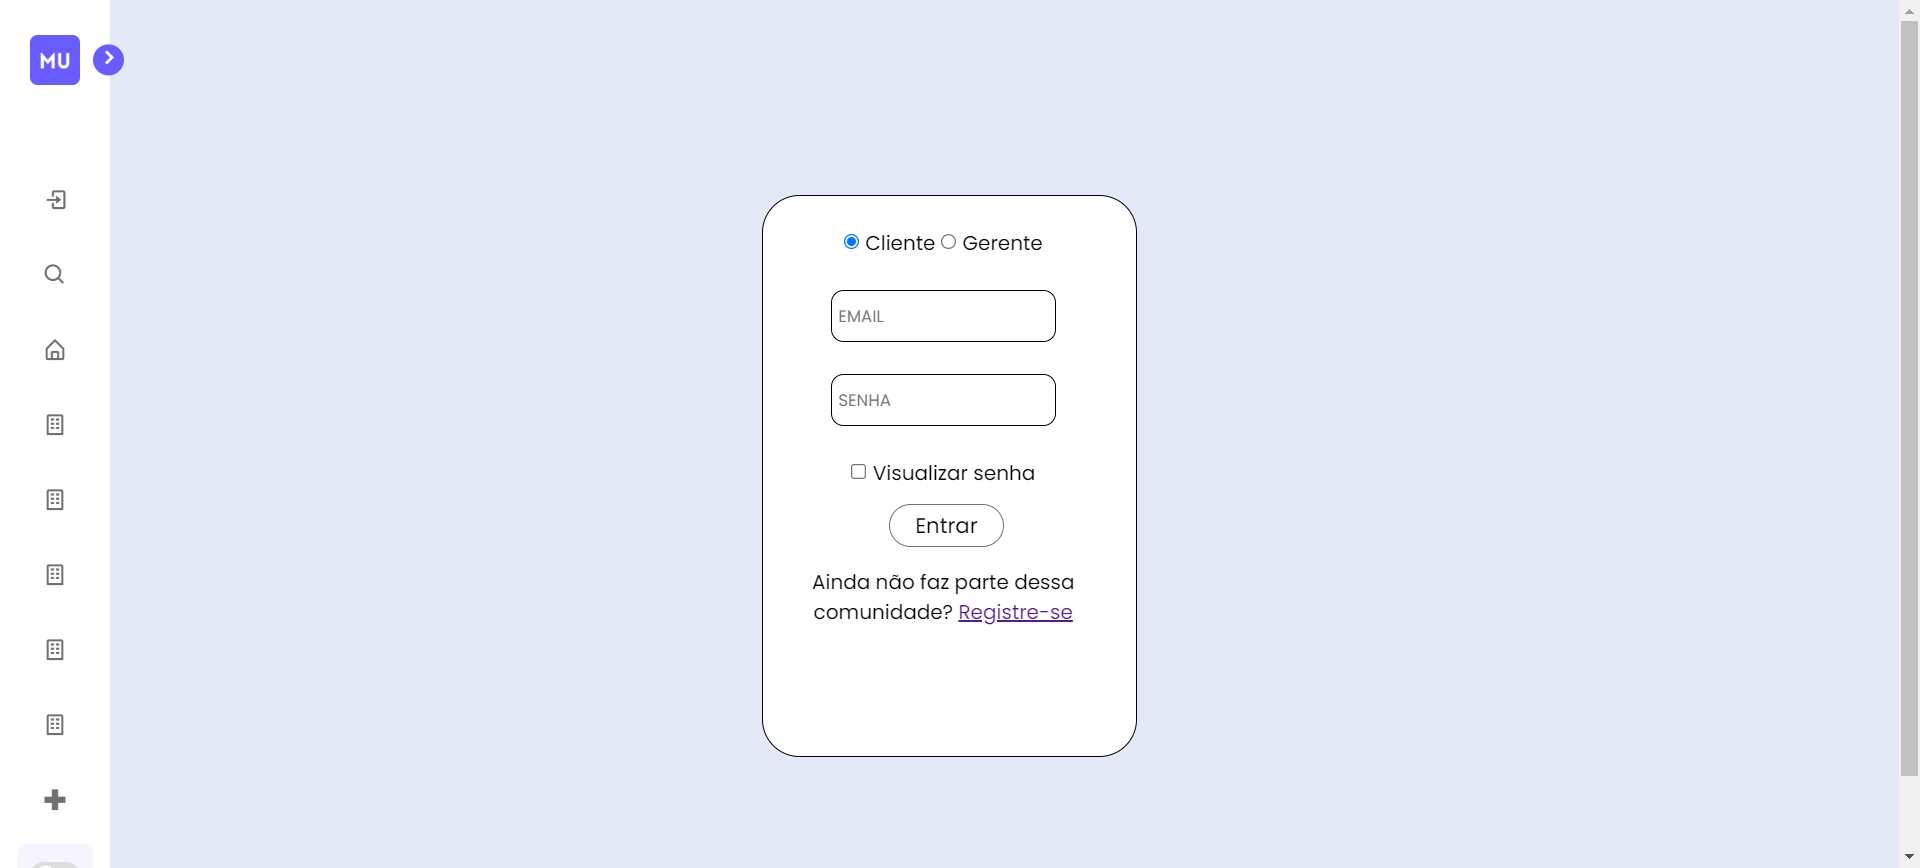 MU
Cliente Gerente
EMAIL
SENHA
Visualizar senha
Entrar
Ainda não faz parte dessa
comunidade? Registre-se